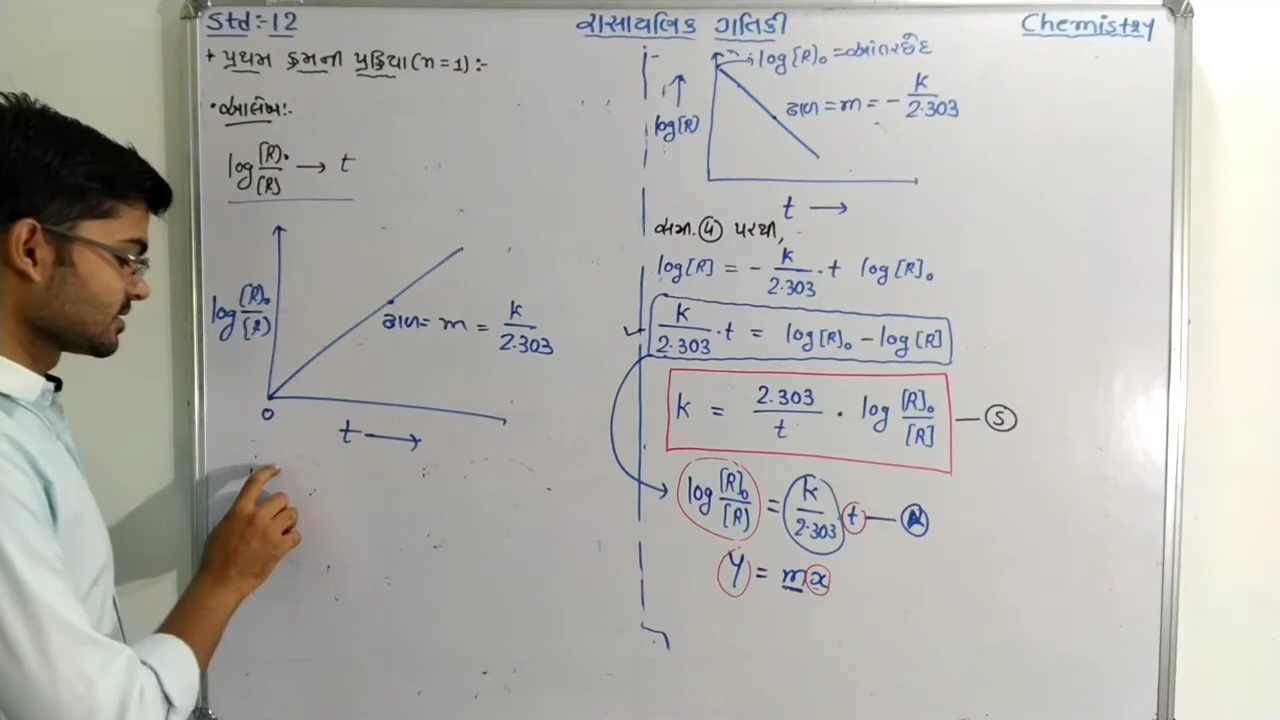 Std:-12
રાસાયણિક ગતિકી
Chemistry
+ પ્રથમ ક્રમની પ્રક્રિયા (n=1):-
• આલેખ:-
log [R]₀/[R] → t
log [R]₀/[R]
ઢાળ = m = k/2.303
0
t →
log[R]₀ = આંતરછેદ
↑
log[R]
ઢાળ = m = - k/2.303
t →
સમી. ④ પરથી,
log[R] = - k/2.303 . t log[R]₀
✓ k/2.303 . t = log[R]₀ - log[R]
k = 2.303/t . log [R]₀/[R] — ⑤
log [R]₀/[R] = k/2.303 t —
y = mx